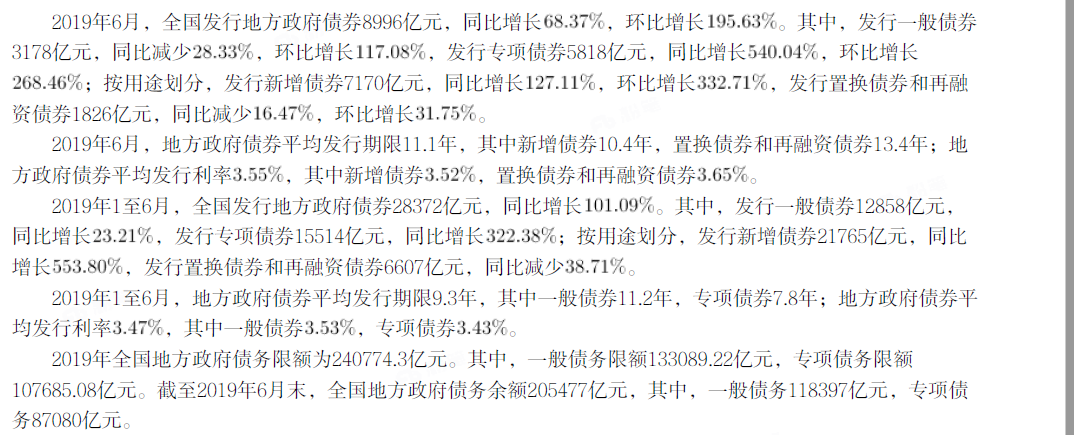 2019年6月，全国发行地方政府债券8996亿元，同比增长68.37%，环比增长195.63%。其中，发行一般债券
3178亿元，同比减少28.33%，环比增长117.08%，发行专项债券5818亿元，同比增长540.04%，环比增长
268.46%；按用途划分，发行新增债券7170亿元，同比增长127.11%，环比增长332.71%，发行置换债券和再融
资债券1826亿元，同比减少16.47%，环比增长31.75%。
2019年6月，地方政府债券平均发行期限11.1年，其中新增债券10.4年，置换债券和再融资债券13.4年；地
方政府债券平均发行利率3.55%，其中新增债券3.52%，置换债券和再融资债券3.65%。
2019年1至6月，全国发行地方政府债券28372亿元，同比增长101.09%。其中，发行一般债券12858亿元，
同比增长23.21%，发行专项债券15514亿元，同比增长322.38%；按用途划分，发行新增债券21765亿元，同比
增长553.80%，发行置换债券和再融资债券6607亿元，同比减少38.71%。
2019年1至6月，地方政府债券平均发行期限9.3年，其中一般债券11.2年，专项债券7.8年；地方政府债券平
均发行利率3.47%，其中一般债券3.53%，专项债券3.43%。
2019年全国地方政府债务限额为240774.3亿元。其中，一般债务限额133089.22亿元，专项债务限额
107685.08亿元。截至2019年6月末，全国地方政府债务余额205477亿元，其中，一般债务118397亿元，专项债
务87080亿元。